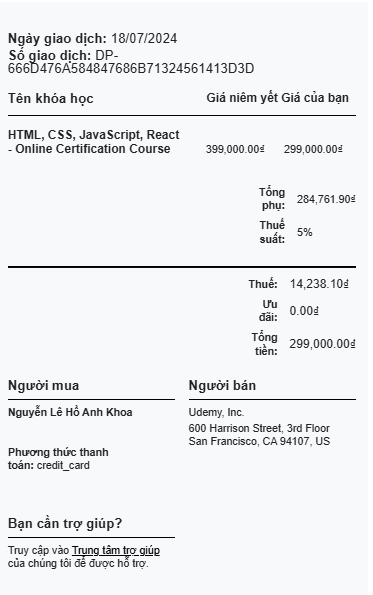 Ngày giao dịch: 18/07/2024
Số giao dịch: DP-
666D476A584847686B71324561413D3D
Tên khóa học Giá niêm yết Giá của bạn
HTML, CSS, JavaScript, React
- Online Certification Course 399,000.00₫ 299,000.00₫
Tổng
phụ: 284,761.90₫
Thuế
suất: 5%
Thuế: 14,238.10₫
Ưu
đãi: 0.00₫
Tổng
tiền: 299,000.00₫
Người mua
Nguyễn Lê Hồ Anh Khoa
Phương thức thanh
toán: credit_card
Người bán
Udemy, Inc.
600 Harrison Street, 3rd Floor
San Francisco, CA 94107, US
Bạn cần trợ giúp?
Truy cập vào Trung tâm trợ giúp
của chúng tôi để được hỗ trợ.